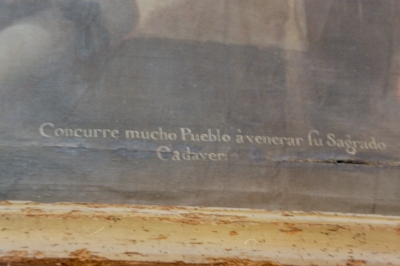 Concurre mucho Pueblo à venerar ſu Sagrado
Cadaver